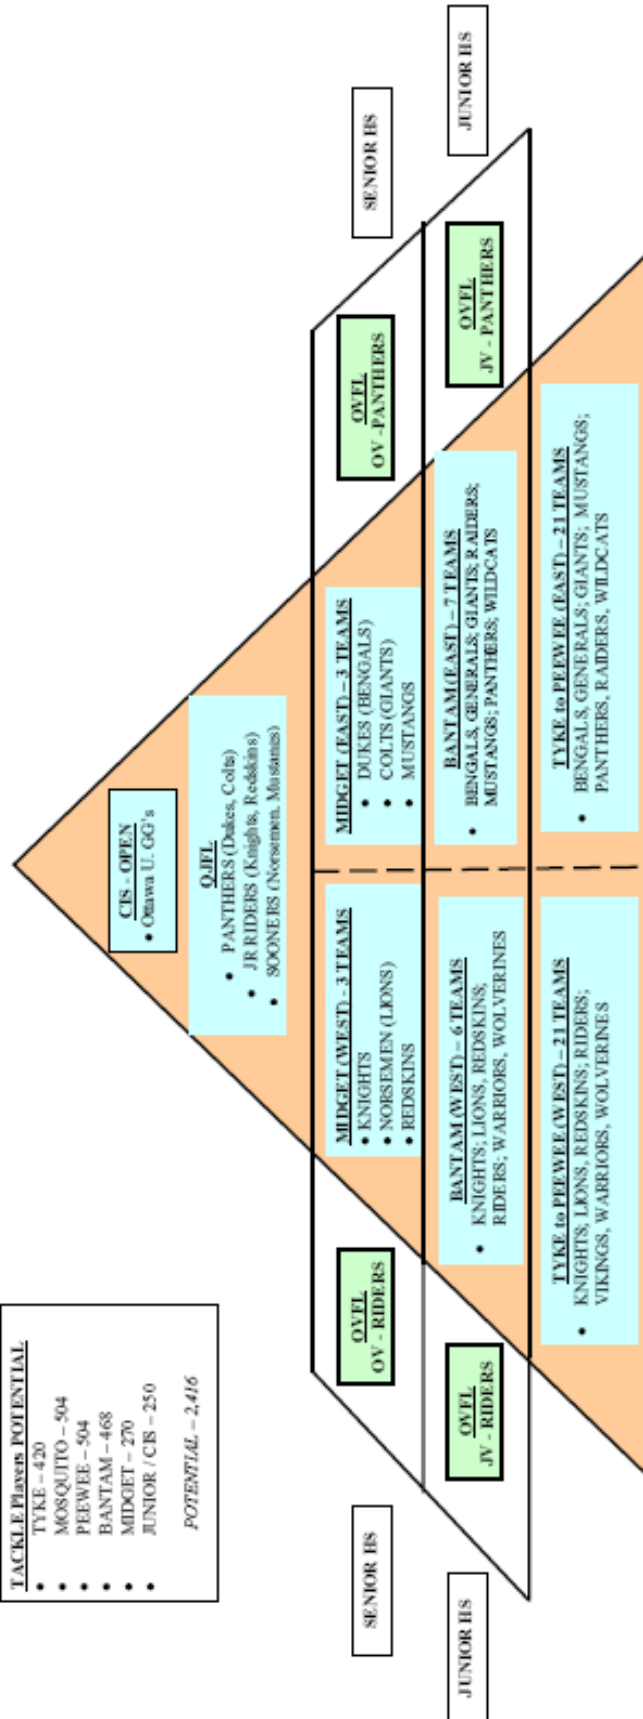 TACKLE Players POTENTIAL
• TYKE – 420
• MOSQUITO – 504
• PEEWEE – 504
• BANTAM – 468
• MIDGET – 270
• JUNIOR / CIS – 250
POTENTIAL – 2,416
CIS - OPEN
• Ottawa U. GG's
QJFL
• PANTHERS (Dukes, Colts)
• JR RIDERS (Knights, Redskins)
• SOONERS (Norsemen, Mustangs)
SENIOR HS
OVFL
OV - RIDERS
MIDGET (WEST) – 3 TEAMS
• KNIGHTS
• NORSEMEN (LIONS)
• REDSKINS
MIDGET (EAST) – 3 TEAMS
• DUKES (BENGALS)
• COLTS (GIANTS)
• MUSTANGS
OVFL
OV -PANTHERS
SENIOR HS
JUNIOR HS
OVFL
JV - RIDERS
BANTAM (WEST) – 6 TEAMS
• KNIGHTS; LIONS, REDSKINS;
RIDERS; WARRIORS, WOLVERINES
BANTAM (EAST) – 7 TEAMS
• BENGALS, GENERALS; GIANTS; RAIDERS;
MUSTANGS; PANTHERS; WILDCATS
OVFL
JV - PANTHERS
JUNIOR HS
TYKE to PEEWEE (WEST) – 21 TEAMS
• KNIGHTS; LIONS, REDSKINS; RIDERS;
VIKINGS, WARRIORS, WOLVERINES
TYKE to PEEWEE (EAST) – 21 TEAMS
• BENGALS, GENERALS; GIANTS; MUSTANGS;
PANTHERS, RAIDERS, WILDCATS